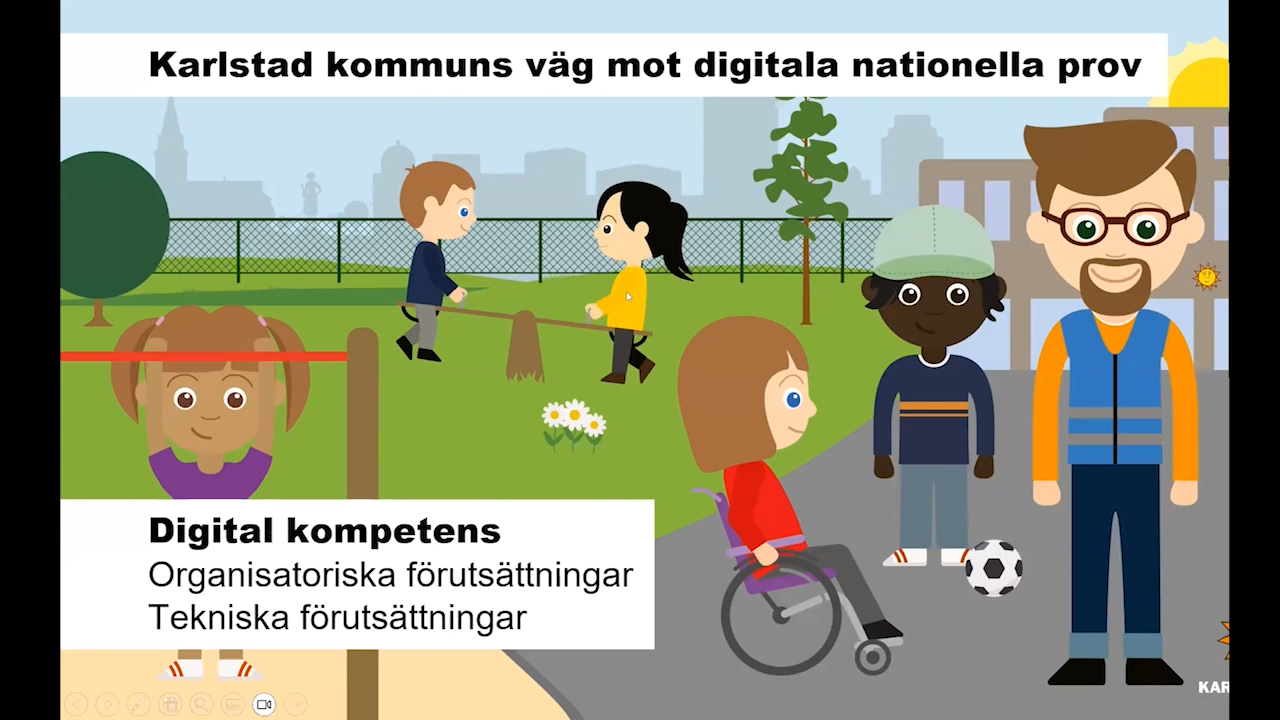 Karlstad kommuns väg mot digitala nationella prov
Digital kompetens
Organisatoriska förutsättningar
Tekniska förutsättningar
KAR